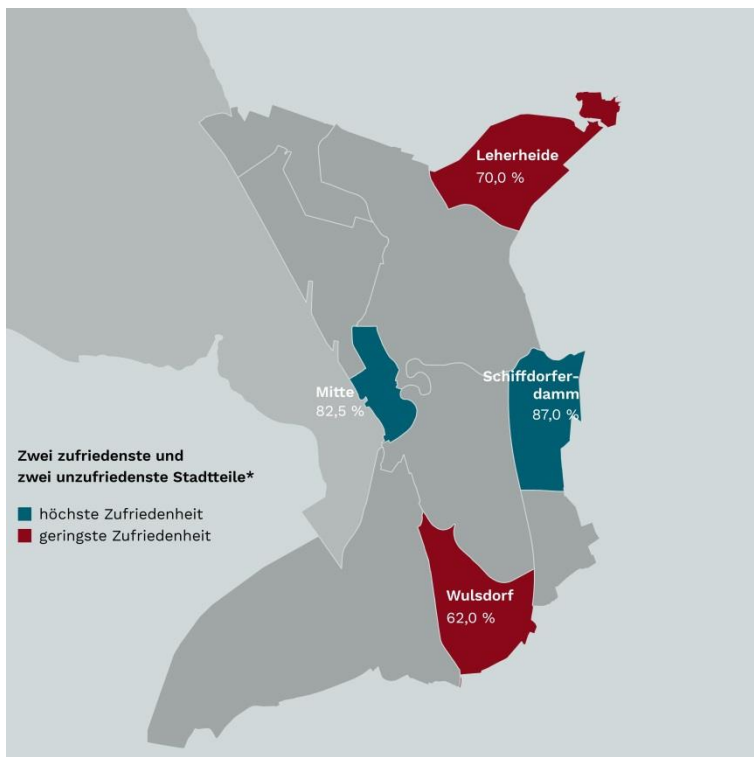 Leherheide
70,0 %
Schiffdorfer-
damm
87,0 %
Mitte
82,5 %
Zwei zufriedenste und
zwei unzufriedenste Stadtteile*
höchste Zufriedenheit
geringste Zufriedenheit
Wulsdorf
62,0 %